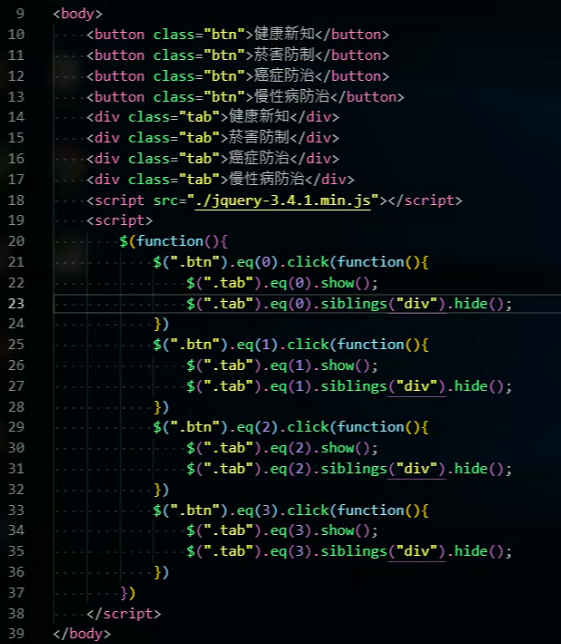 9 <body>
10 <button class="btn">健康新知</button>
11 <button class="btn">菸害防制</button>
12 <button class="btn">癌症防治</button>
13 <button class="btn">慢性病防治</button>
14 <div class="tab">健康新知</div>
15 <div class="tab">菸害防制</div>
16 <div class="tab">癌症防治</div>
17 <div class="tab">慢性病防治</div>
18 <script src="./jquery-3.4.1.min.js"></script>
19 <script>
20 $(function(){
21 $(".btn").eq(0).click(function(){
22 $(".tab").eq(0).show();
23 $(".tab").eq(0).siblings("div").hide();
24 })
25 $(".btn").eq(1).click(function(){
26 $(".tab").eq(1).show();
27 $(".tab").eq(1).siblings("div").hide();
28 })
29 $(".btn").eq(2).click(function(){
30 $(".tab").eq(2).show();
31 $(".tab").eq(2).siblings("div").hide();
32 })
33 $(".btn").eq(3).click(function(){
34 $(".tab").eq(3).show();
35 $(".tab").eq(3).siblings("div").hide();
36 })
37 })
38 </script>
39 </body>